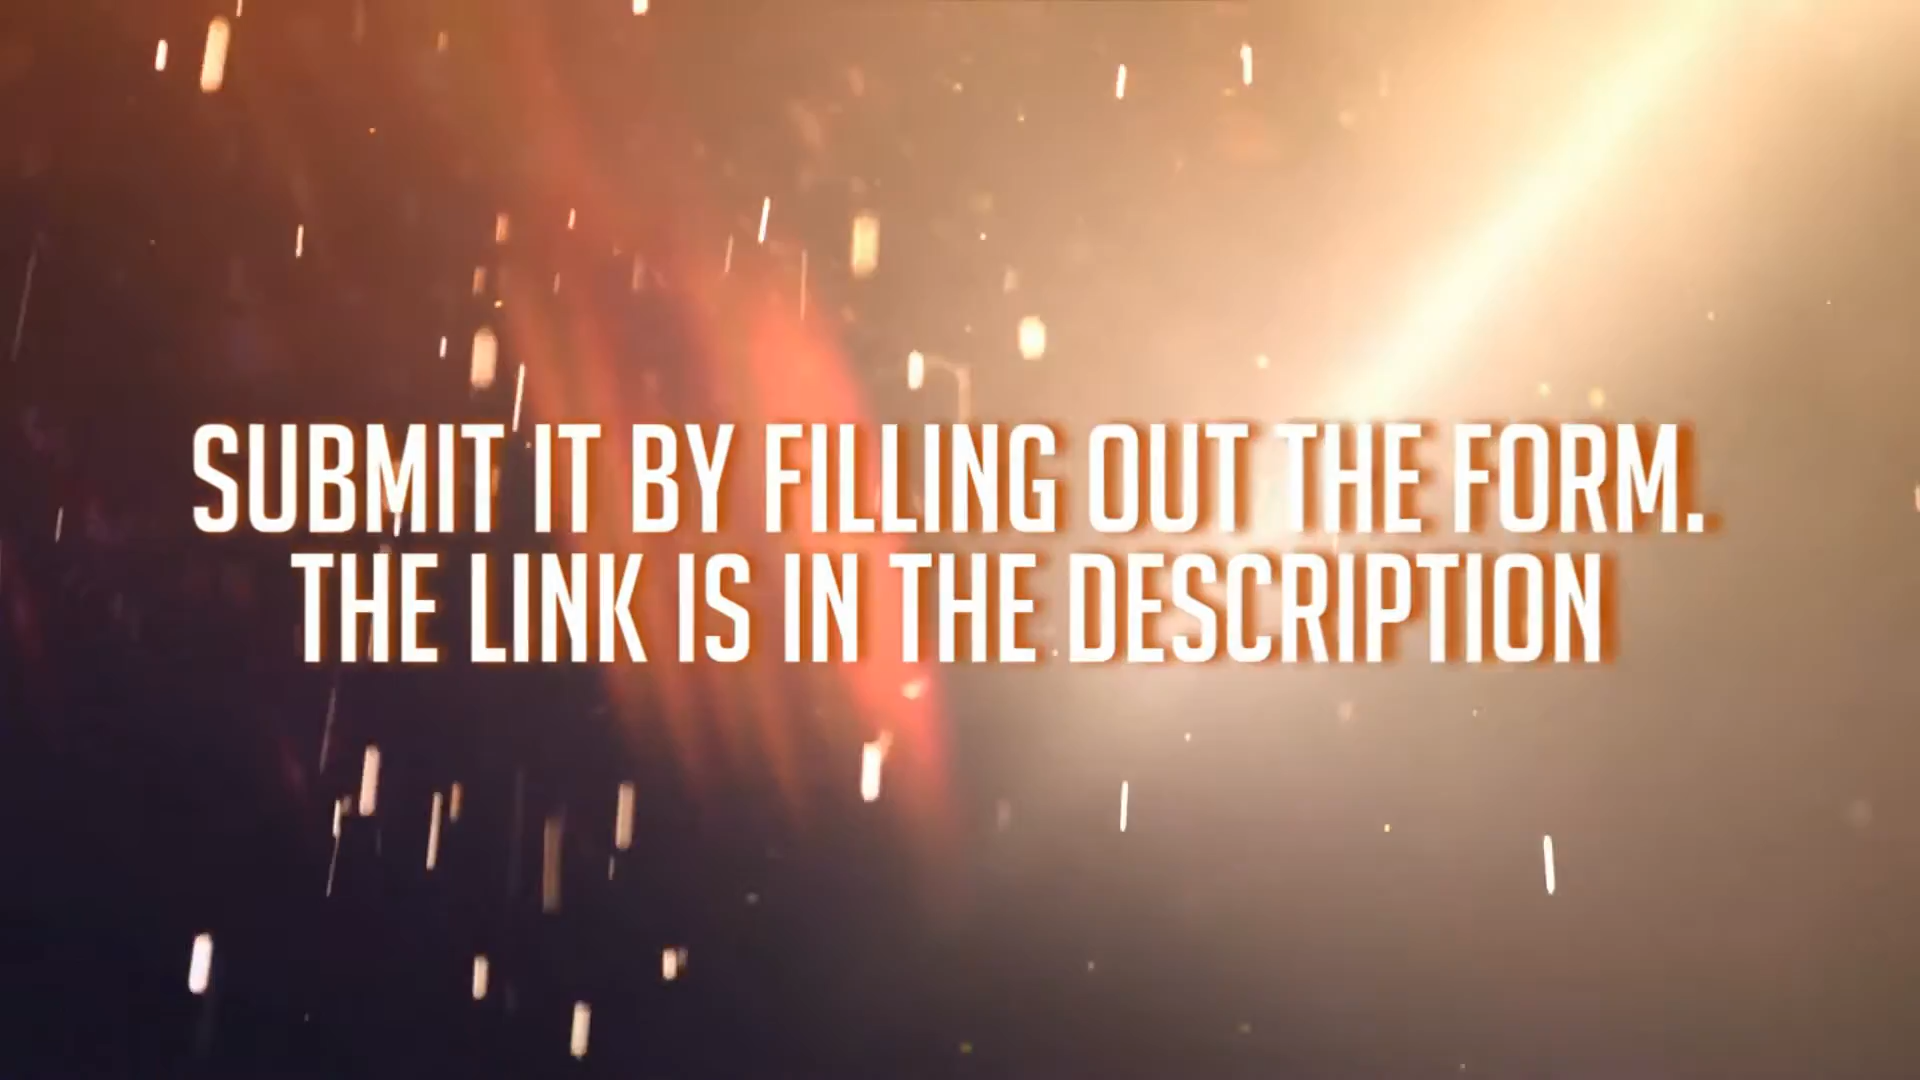 SUBMIT IT BY FILLING OUT THE FORM.
THE LINK IS IN THE DESCRIPTION